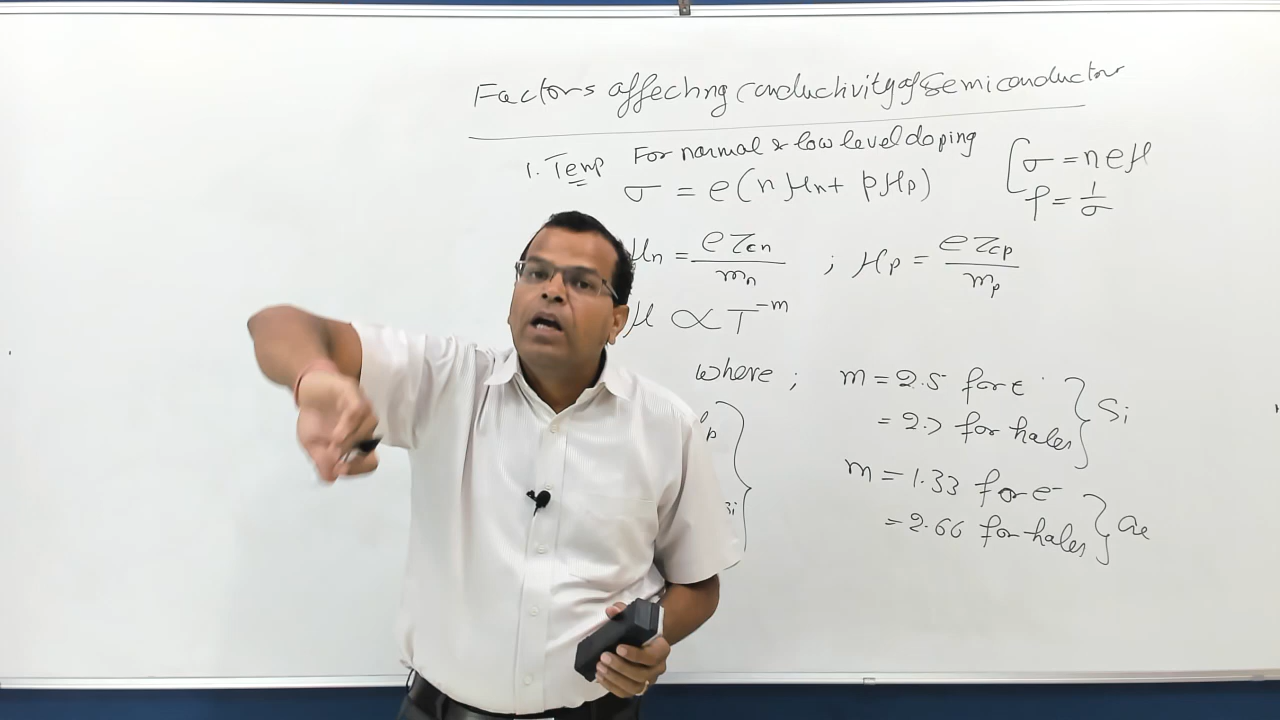 Factors affecting conductivity of Semiconductor
1. Temp For normal & low level doping
σ = e(nμn + pμp)
σ = neμ
ρ = 1/σ
μn = eτcn/mn ; μp = eτcp/mp
μ ∝ T^-m
where ; m = 2.5 for e-
= 2.7 for holes } Si
m = 1.33 for e-
= 2.66 for holes } Ge